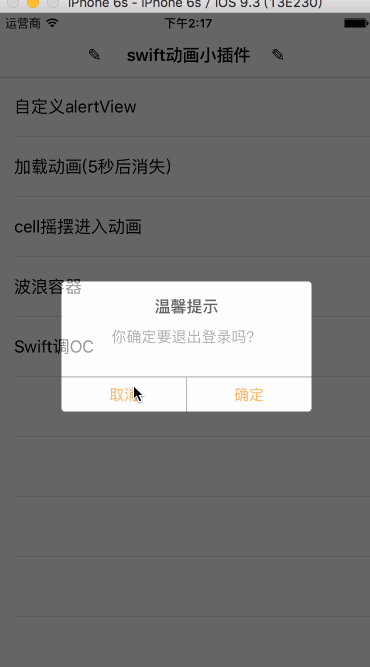 iPhone 6s - iPhone 6s / iOS 9.3 (13E230)
运营商 下午2:17
✎ swift动画小插件 ✎
自定义alertView
加载动画(5秒后消失)
cell摇摆进入动画
波浪容器
温馨提示
你确定要退出登录吗?
Swift调OC
取消 确定